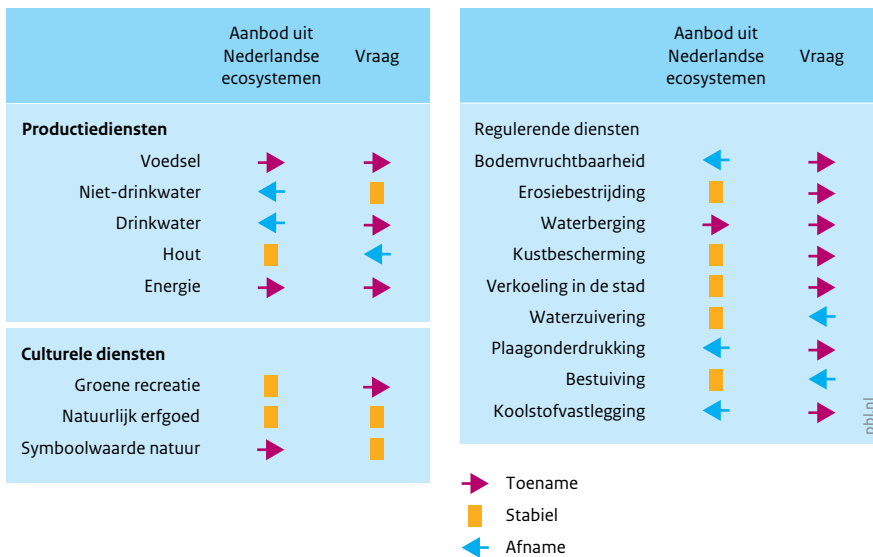 Aanbod uit
Nederlandse
ecosystemen
Vraag
Productiediensten
Voedsel
Niet-drinkwater
Drinkwater
Hout
Energie
Culturele diensten
Groene recreatie
Natuurlijk erfgoed
Symboolwaarde natuur
Aanbod uit
Nederlandse
ecosystemen
Vraag
Regulerende diensten
Bodemvruchtbaarheid
Erosiebestrijding
Waterberging
Kustbescherming
Verkoeling in de stad
Waterzuivering
Plaagonderdrukking
Bestuiving
Koolstofvastlegging
pbl.nl
Toename
Stabiel
Afname